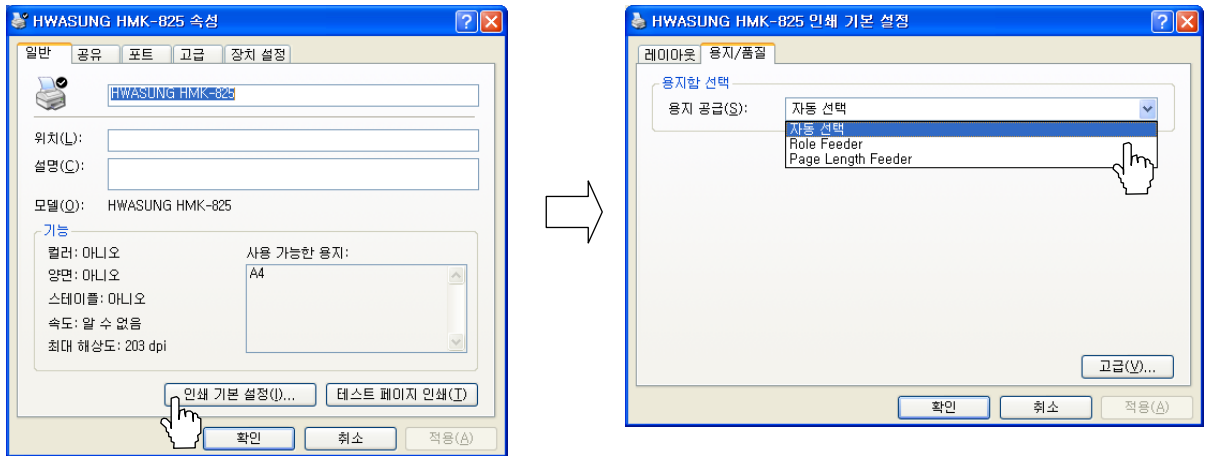 HWASUNG HMK-825 속성
일반 공유 포트 고급 장치 설정
HWASUNG HMK-825
위치(L):
설명(C):
모델(O): HWASUNG HMK-825
기능
컬러: 아니오
양면: 아니오
스테이플: 아니오
속도: 알 수 없음
최대 해상도: 203 dpi
사용 가능한 용지:
A4
인쇄 기본 설정(I)... 테스트 페이지 인쇄(T)
확인 취소 적용(A)
HWASUNG HMK-825 인쇄 기본 설정
레이아웃 용지/품질
용지함 선택
용지 공급(S): 자동 선택
자동 선택
Role Feeder
Page Length Feeder
고급(V)...
확인 취소 적용(A)